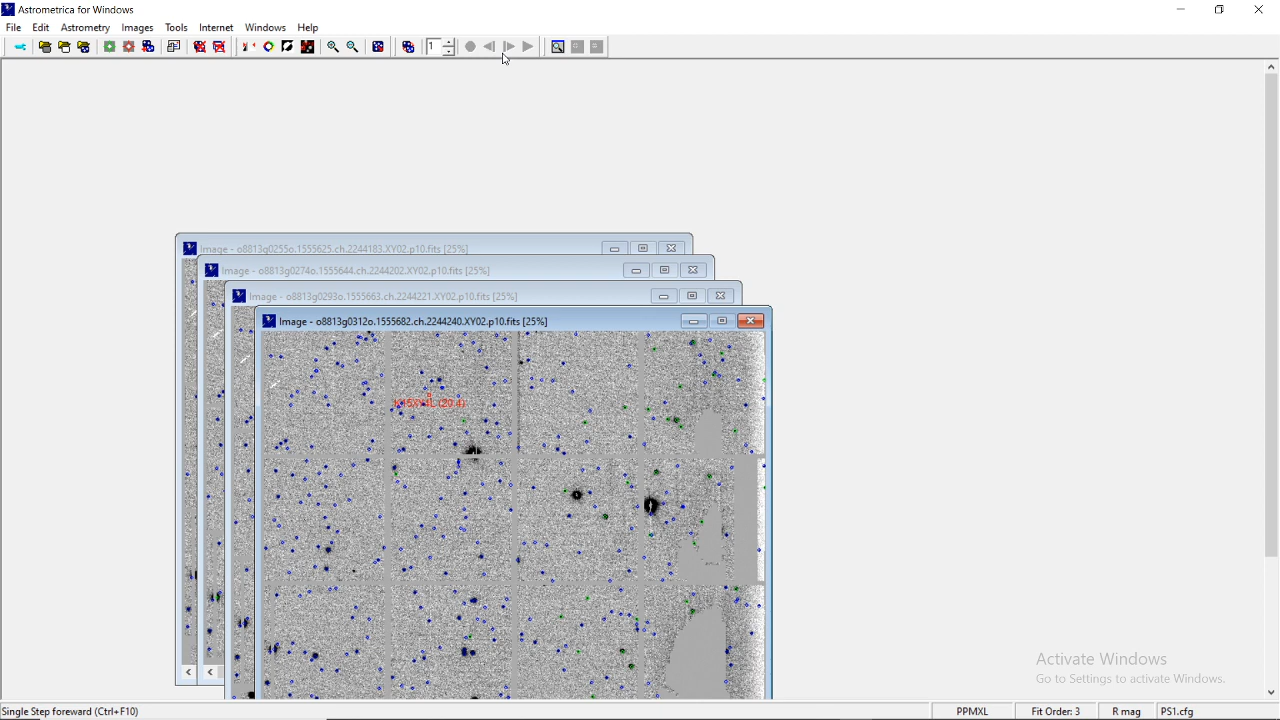 Astrometrica for Windows
File Edit Astrometry Images Tools Internet Windows Help
1
Image - o8813g0255o.1555625.ch.2244183.XY02.p10.fits [25%]
Image - o8813g0274o.1555644.ch.2244202.XY02.p10.fits [25%]
Image - o8813g0293o.1555663.ch.2244221.XY02.p10.fits [25%]
Image - o8813g0312o.1555682.ch.2244240.XY02.p10.fits [25%]
Activate Windows
Go to Settings to activate Windows.
Single Step foreward (Ctrl+F10) PPMXL Fit Order: 3 R mag PS1.cfg